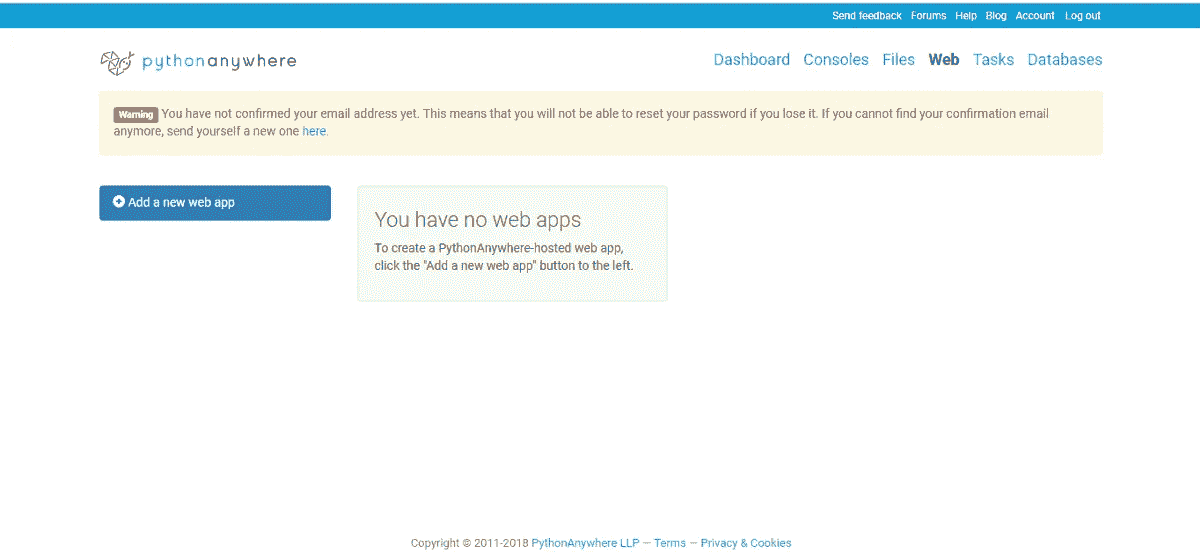 Send feedback Forums Help Blog Account Log out
pythonanywhere
Dashboard Consoles Files Web Tasks Databases
Warning You have not confirmed your email address yet. This means that you will not be able to reset your password if you lose it. If you cannot find your confirmation email
anymore, send yourself a new one here.
Add a new web app
You have no web apps
To create a PythonAnywhere-hosted web app,
click the "Add a new web app" button to the left.
Copyright © 2011-2018 PythonAnywhere LLP — Terms — Privacy & Cookies